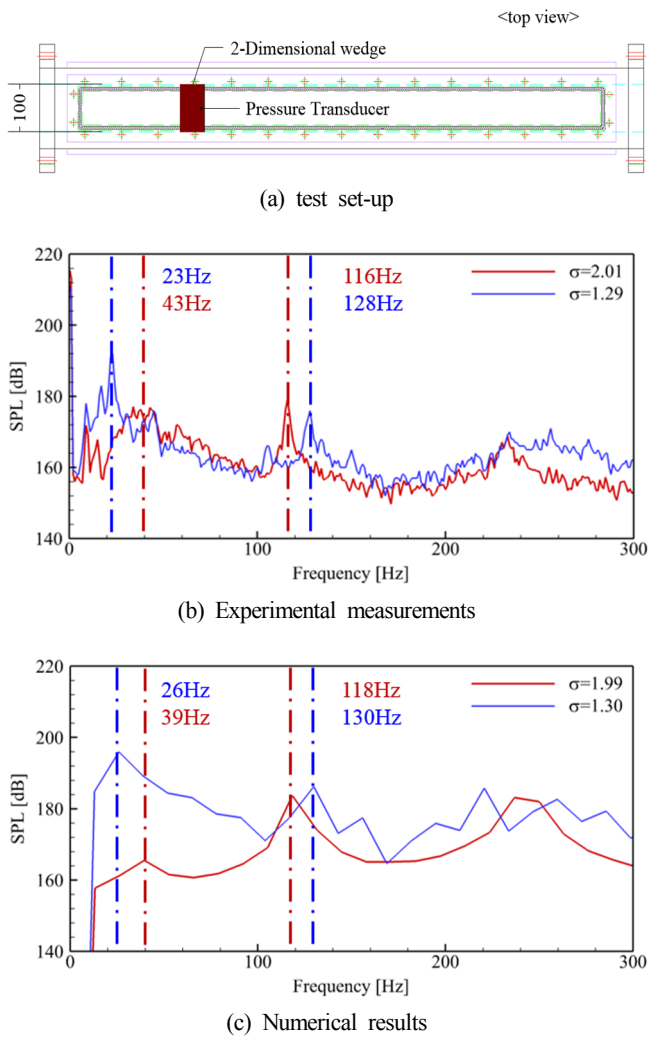 <top view>
2-Dimensional wedge
Pressure Transducer
100
(a) test set-up
220
200
180
160
140
SPL [dB]
23Hz
43Hz
116Hz
128Hz
σ=2.01
σ=1.29
0
100
200
300
Frequency [Hz]
(b) Experimental measurements
220
200
180
160
140
SPL [dB]
26Hz
39Hz
118Hz
130Hz
σ=1.99
σ=1.30
0
100
200
300
Frequency [Hz]
(c) Numerical results